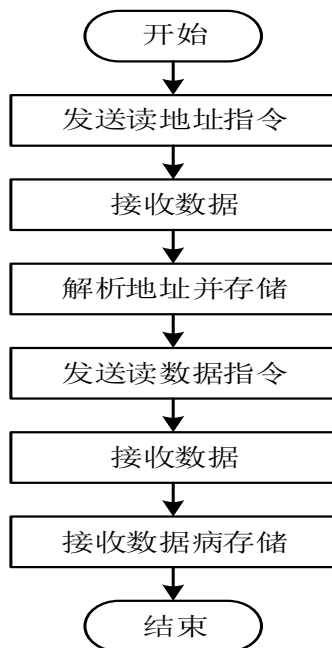 开始
发送读地址指令
接收数据
解析地址并存储
发送读数据指令
接收数据
接收数据病存储
结束